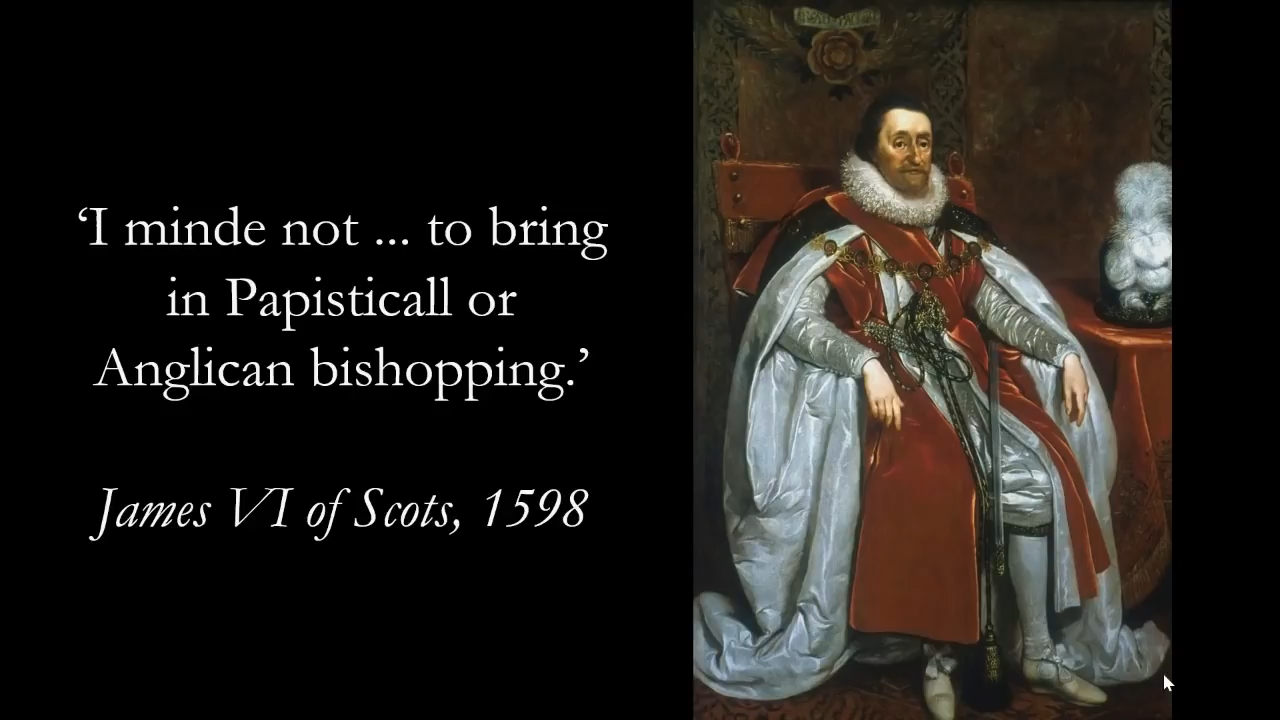 ‘I minde not ... to bring
in Papisticall or
Anglican bishopping.’
James VI of Scots, 1598